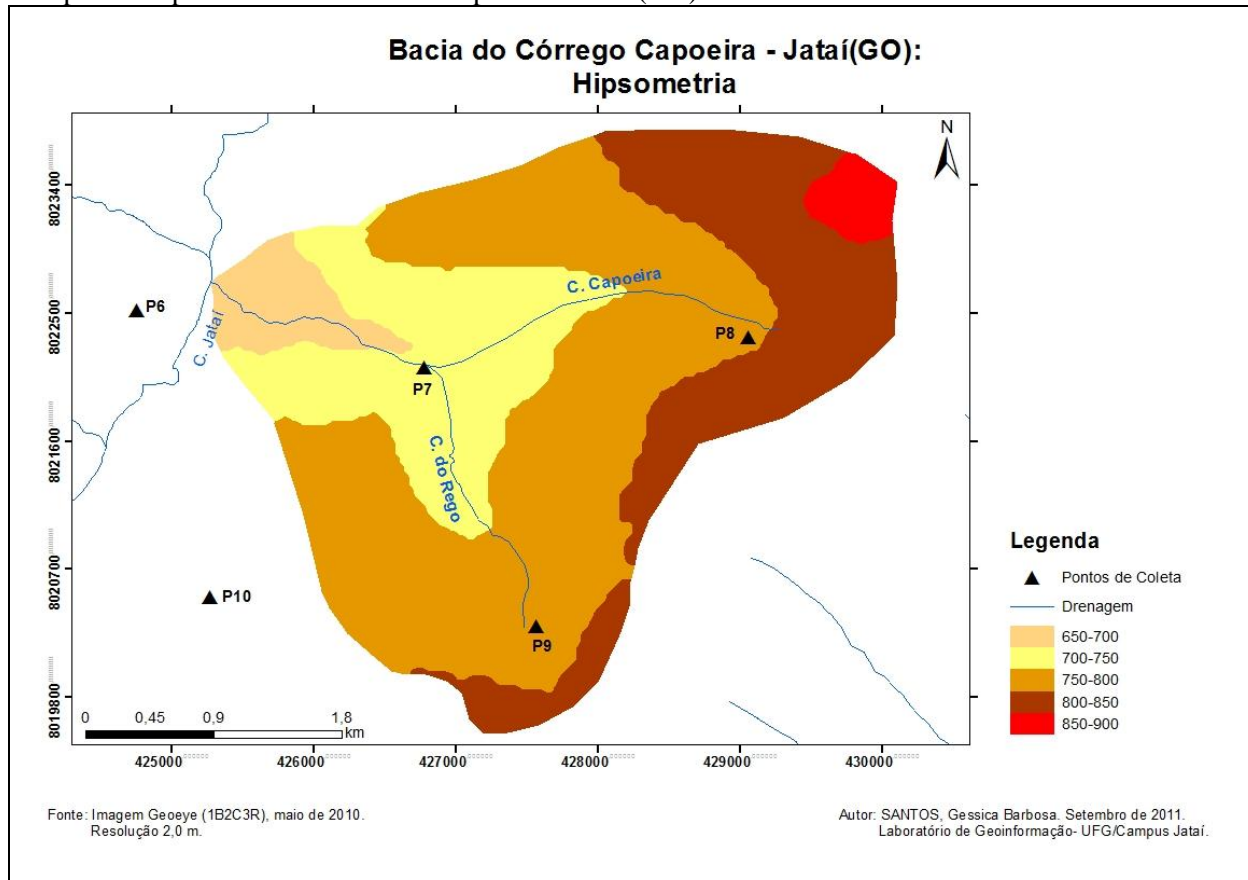 Bacia do Córrego Capoeira - Jataí(GO):
Hipsometria
N
8023400
8022500
8021600
8020700
8019800
P6
C. Jataí
C. Capoeira
P8
P7
C. do Rego
P10
P9
0 0,45 0,9 1,8
km
425000 426000 427000 428000 429000 430000
Legenda
Pontos de Coleta
Drenagem
650-700
700-750
750-800
800-850
850-900
Fonte: Imagem Geoeye (1B2C3R), maio de 2010.
Resolução 2,0 m.
Autor: SANTOS, Gessica Barbosa. Setembro de 2011.
Laboratório de Geoinformação- UFG/Campus Jataí.